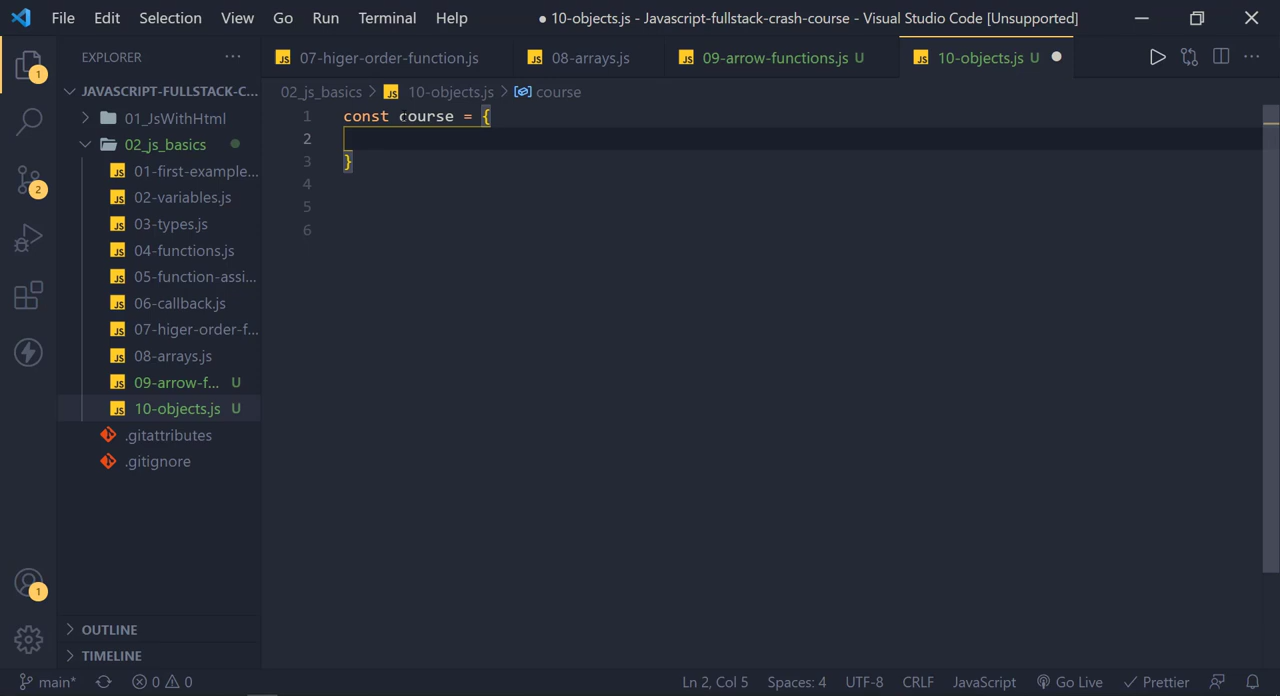 File Edit Selection View Go Run Terminal Help
● 10-objects.js - Javascript-fullstack-crash-course - Visual Studio Code [Unsupported]
EXPLORER
JS 07-higer-order-function.js
JS 08-arrays.js
JS 09-arrow-functions.js U
JS 10-objects.js U
02_js_basics > JS 10-objects.js > course
JAVASCRIPT-FULLSTACK-C...
01_JsWithHtml
02_js_basics
JS 01-first-example...
JS 02-variables.js
JS 03-types.js
JS 04-functions.js
JS 05-function-assi...
JS 06-callback.js
JS 07-higer-order-f...
JS 08-arrays.js
JS 09-arrow-f... U
JS 10-objects.js U
.gitattributes
.gitignore
OUTLINE
TIMELINE
1
2
1
1 const course = {
2
3 }
4
5
6
main* 0 0 Ln 2, Col 5 Spaces: 4 UTF-8 CRLF JavaScript Go Live Prettier